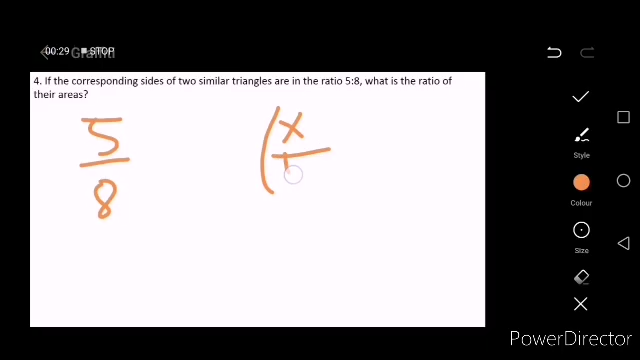 00:29 STOP
Graffiti
4. If the corresponding sides of two similar triangles are in the ratio 5:8, what is the ratio of
their areas?
5
8
(x
Style
Colour
Size
PowerDirector